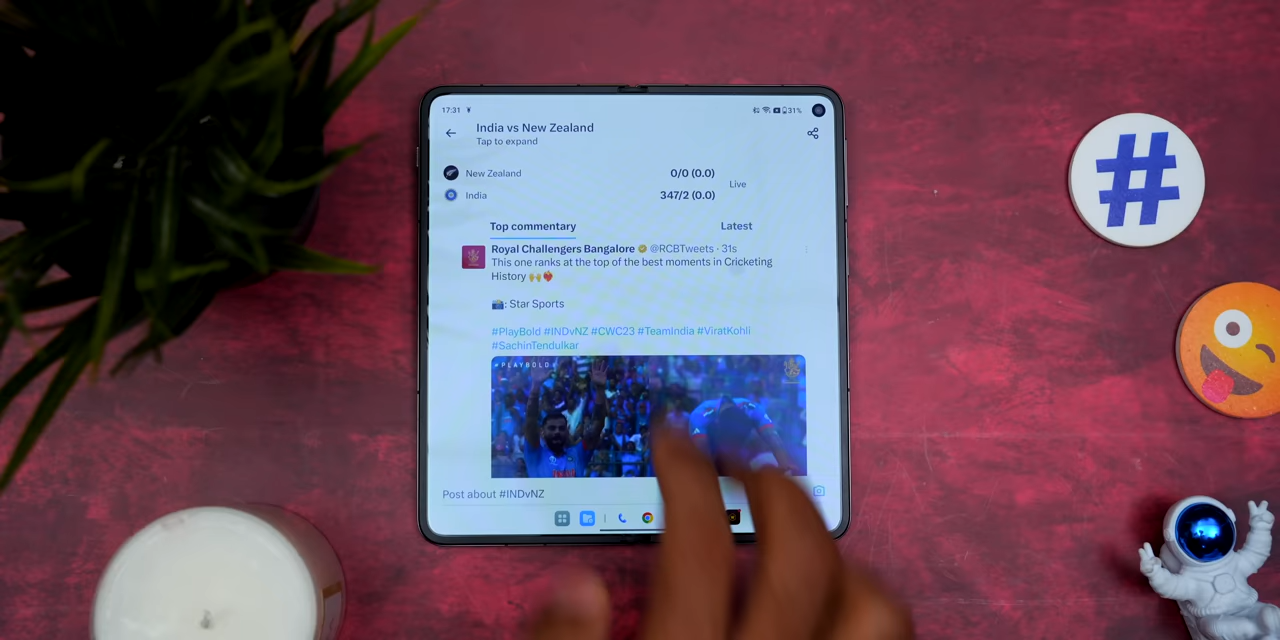 17:31
31%
India vs New Zealand
Tap to expand
New Zealand 0/0 (0.0)
Live
India 347/2 (0.0)
Top commentary Latest
Royal Challengers Bangalore @RCBTweets · 31s
This one ranks at the top of the best moments in Cricketing
History 🙌❤️‍🔥
📸: Star Sports
#PlayBold #INDvNZ #CWC23 #TeamIndia #ViratKohli
#SachinTendulkar
#PLAYBOLD
Post about #INDvNZ
#